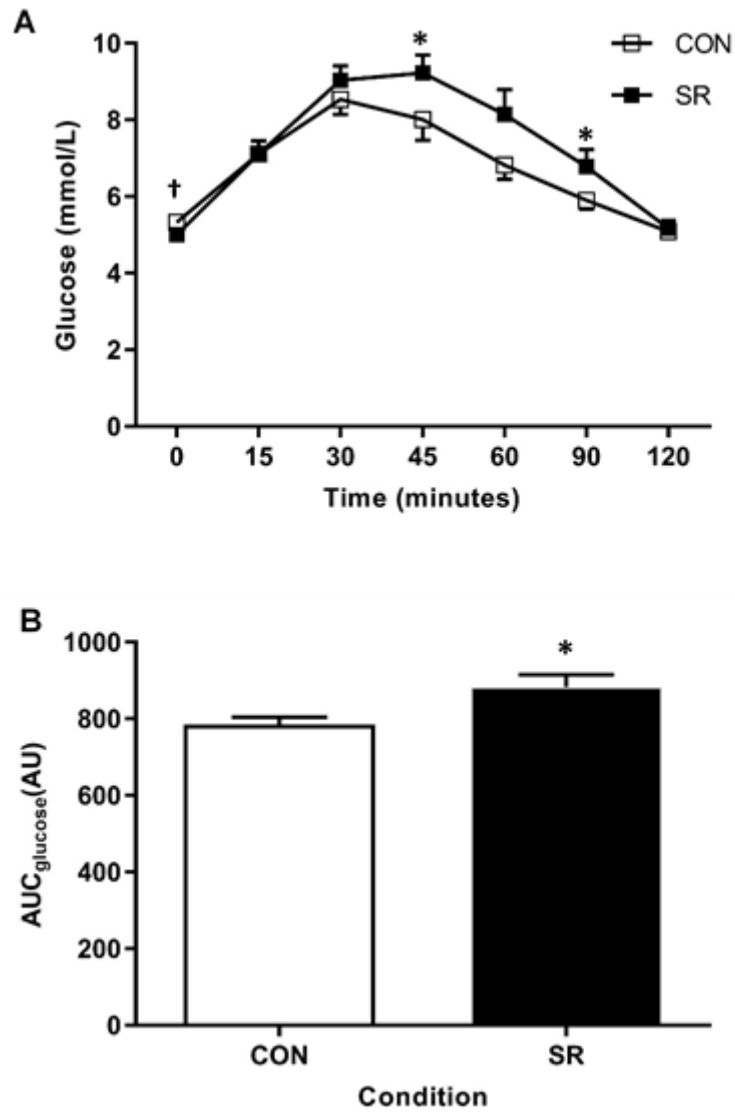 A
10
8
6
4
2
0
Glucose (mmol/L)
†
*
*
CON
SR
0 15 30 45 60 90 120
Time (minutes)
B
1000
800
600
400
200
0
AUCglucose(AU)
*
CON SR
Condition